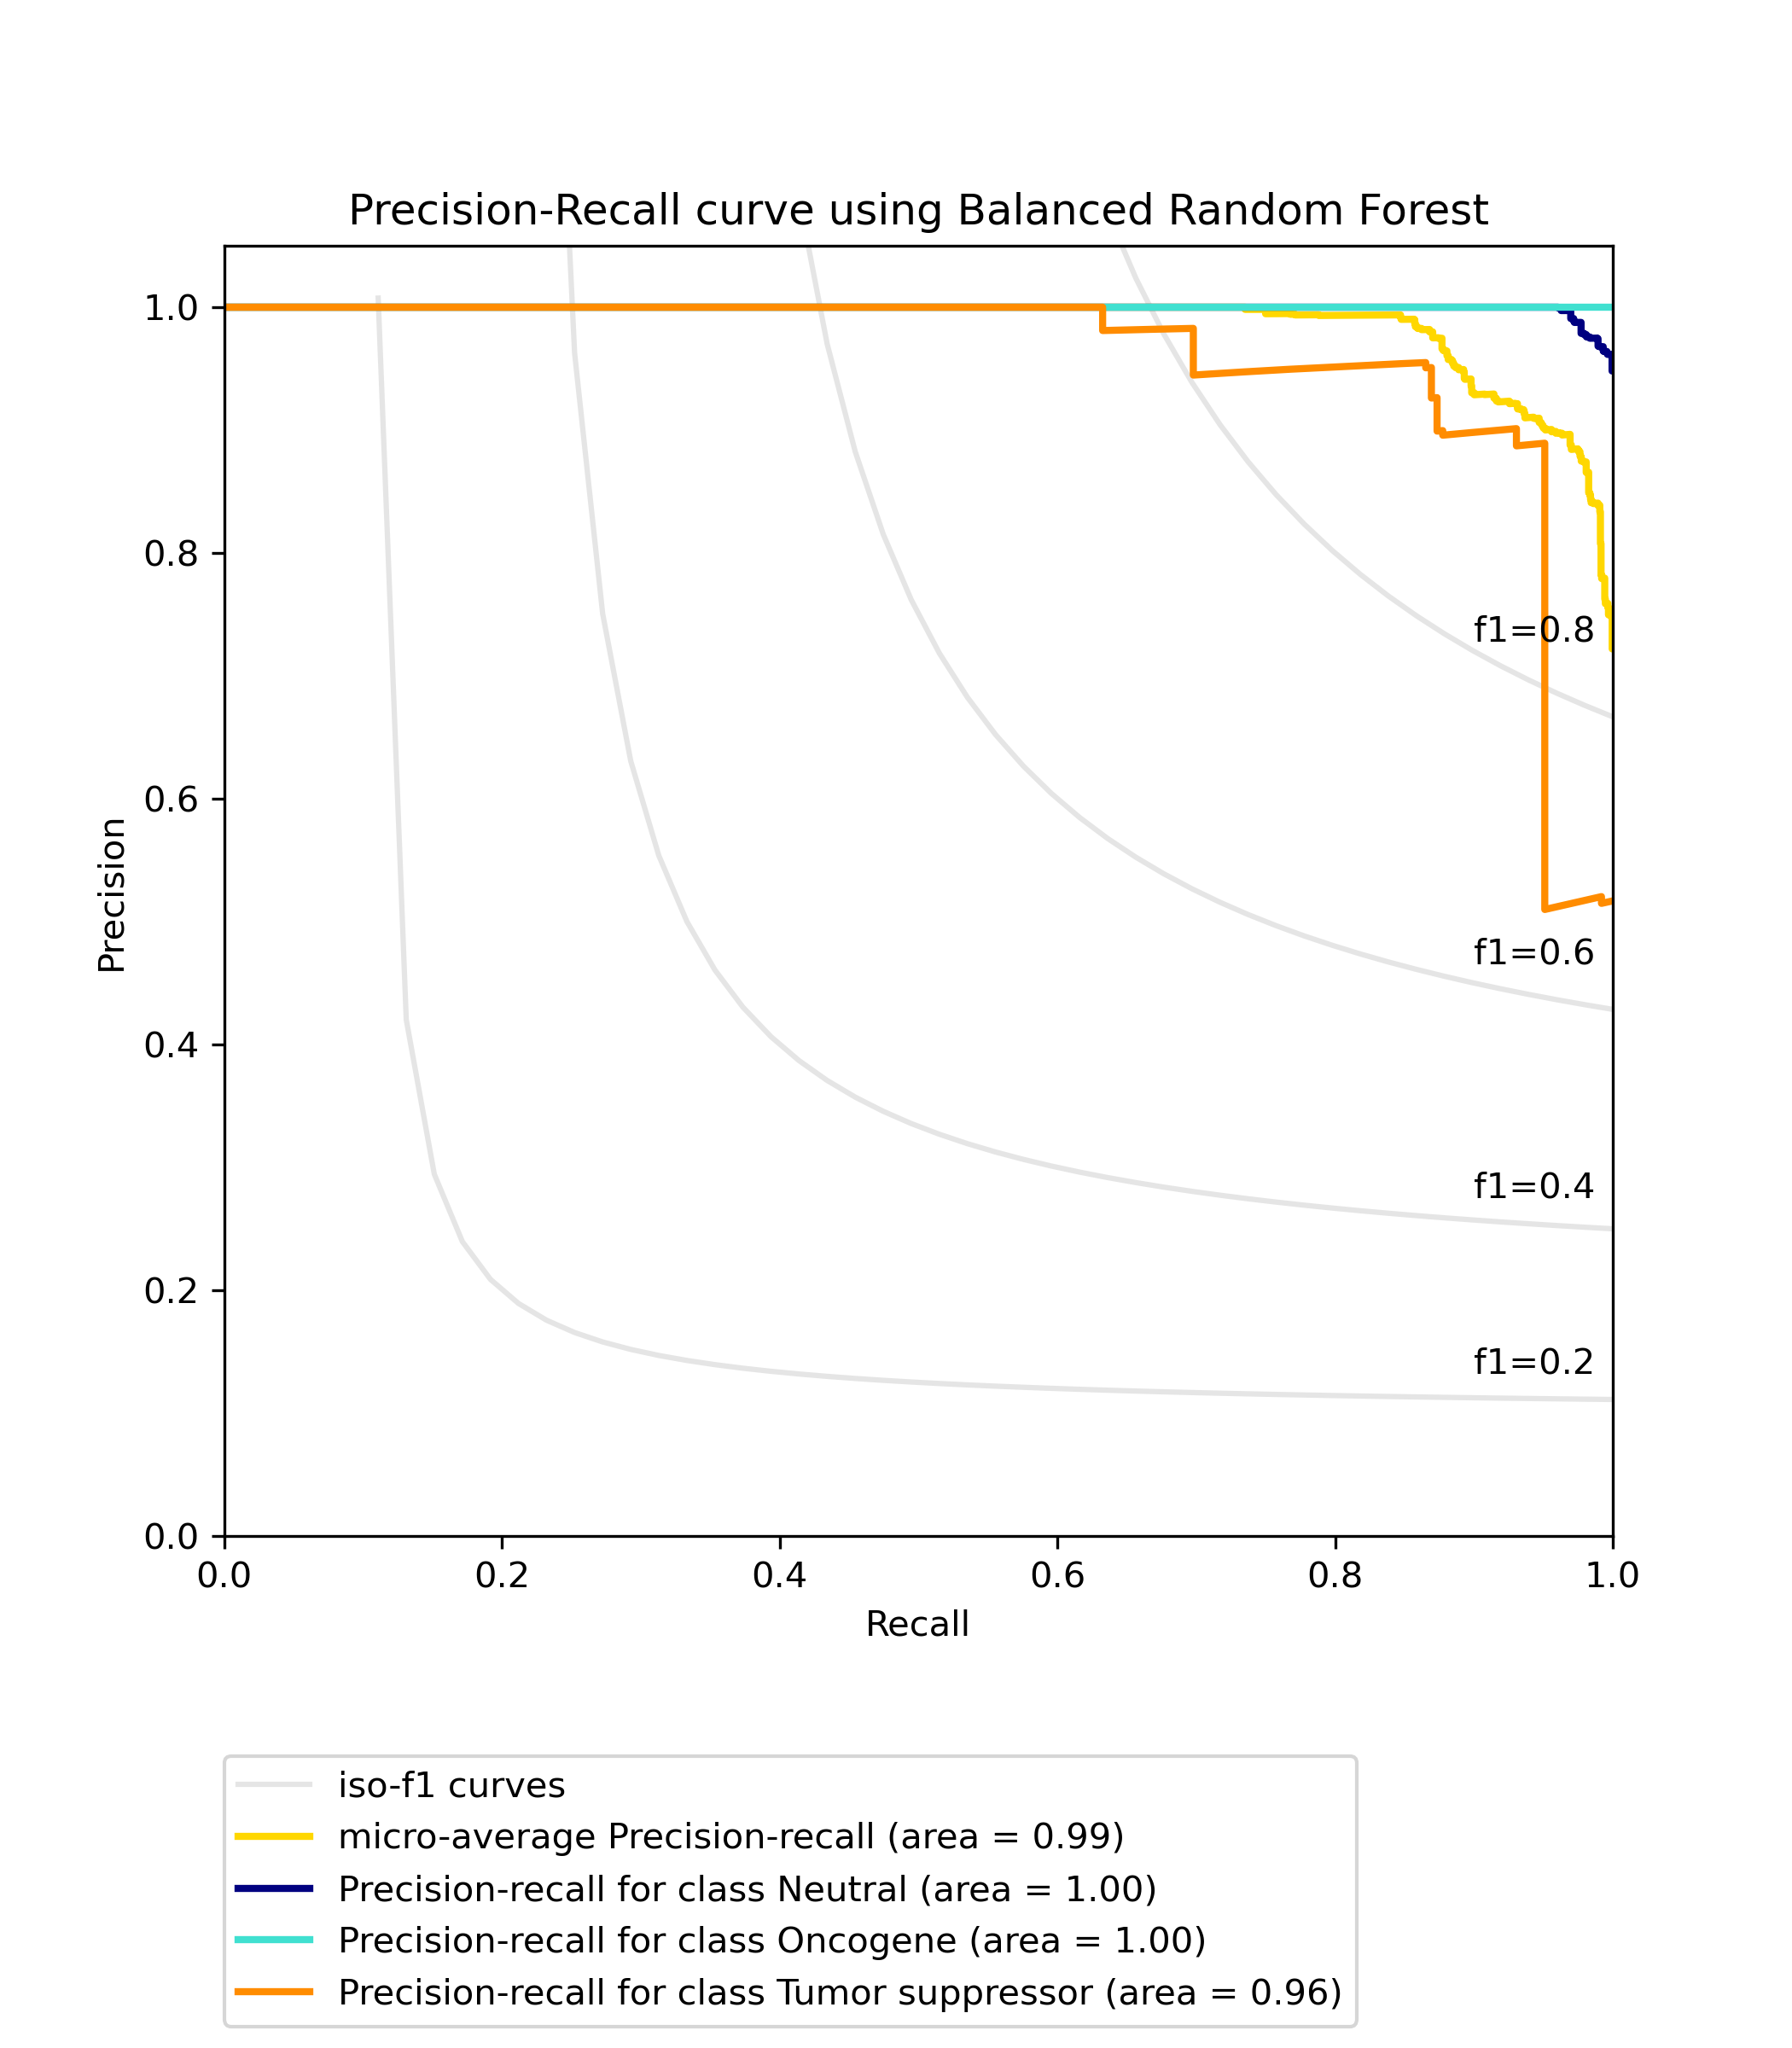 Precision-Recall curve using Balanced Random Forest
1.0
0.8
0.6
0.4
0.2
0.0
Precision
f1=0.8
f1=0.6
f1=0.4
f1=0.2
0.0 0.2 0.4 0.6 0.8 1.0
Recall
iso-f1 curves
micro-average Precision-recall (area = 0.99)
Precision-recall for class Neutral (area = 1.00)
Precision-recall for class Oncogene (area = 1.00)
Precision-recall for class Tumor suppressor (area = 0.96)